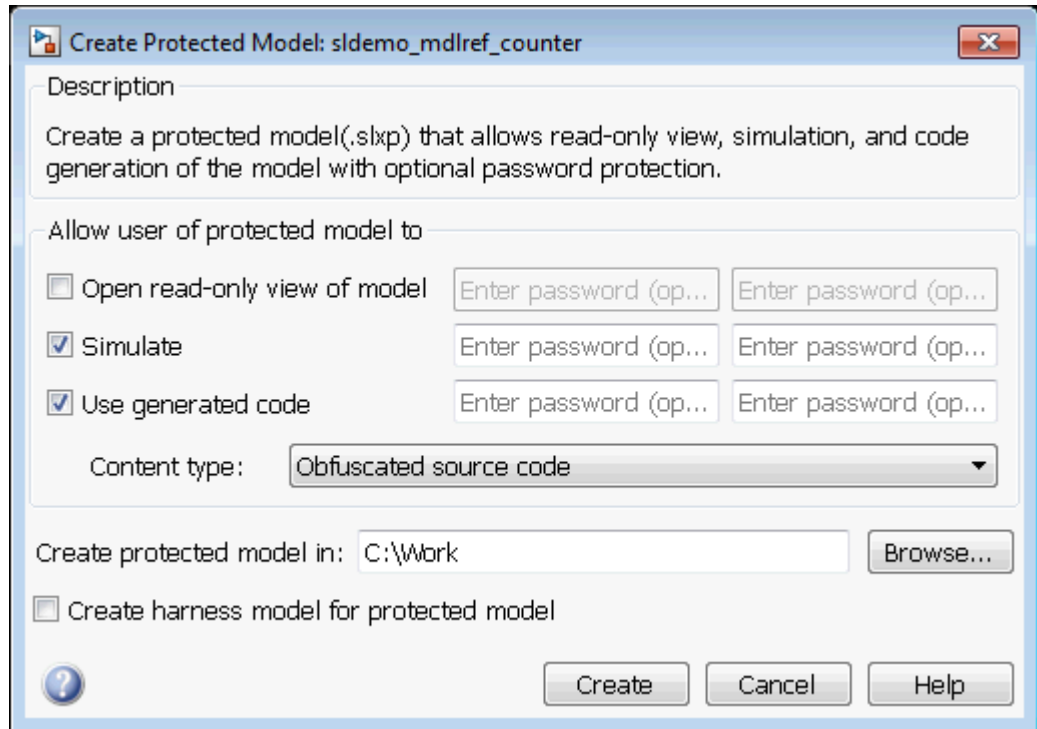 Create Protected Model: sldemo_mdlref_counter
Description
Create a protected model(.slxp) that allows read-only view, simulation, and code
generation of the model with optional password protection.
Allow user of protected model to
Open read-only view of model Enter password (op... Enter password (op...
Simulate Enter password (op... Enter password (op...
Use generated code Enter password (op... Enter password (op...
Content type: Obfuscated source code
Create protected model in: C:\Work Browse...
Create harness model for protected model
? Create Cancel Help